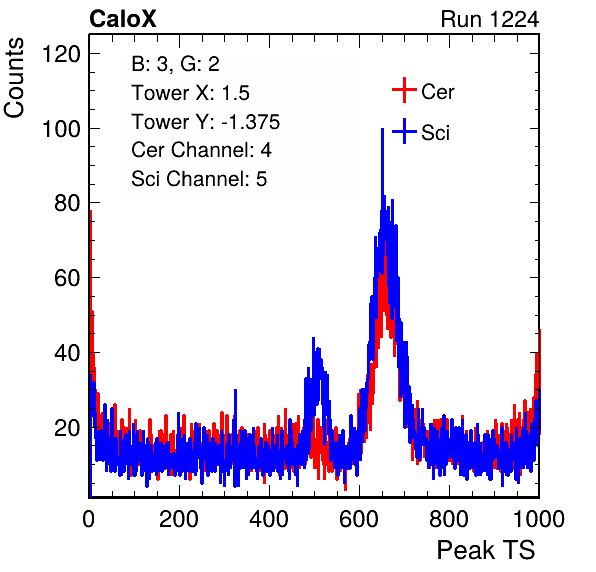 CaloX Run 1224
Counts
120
100
80
60
40
20
B: 3, G: 2
Tower X: 1.5
Tower Y: -1.375
Cer Channel: 4
Sci Channel: 5
Cer
Sci
0 200 400 600 800 1000
Peak TS